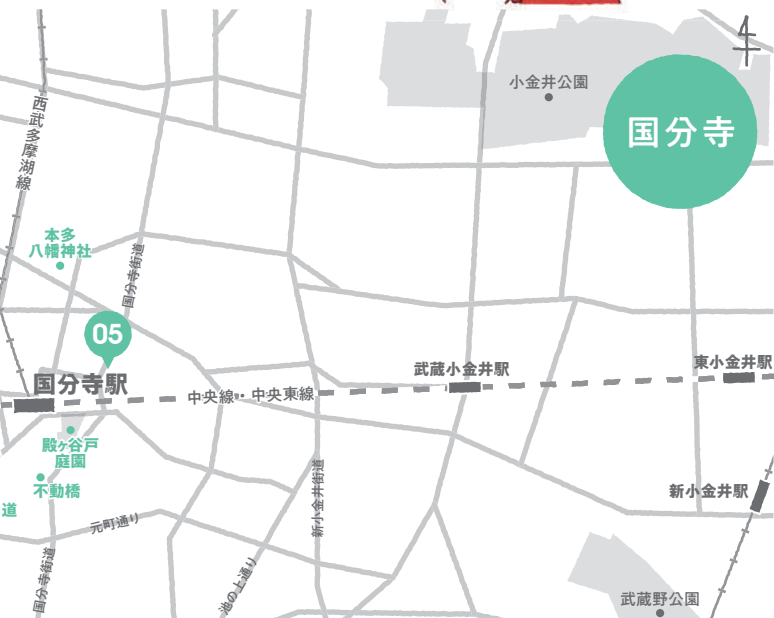 小金井公園
国分寺
西武多摩湖線
本多
八幡神社
国分寺街道
05
国分寺駅
武蔵小金井駅
東小金井駅
中央線・中央東線
殿ヶ谷戸
庭園
不動橋
新小金井街道
新小金井駅
道
元町通り
国分寺街道
池の上通り
武蔵野公園